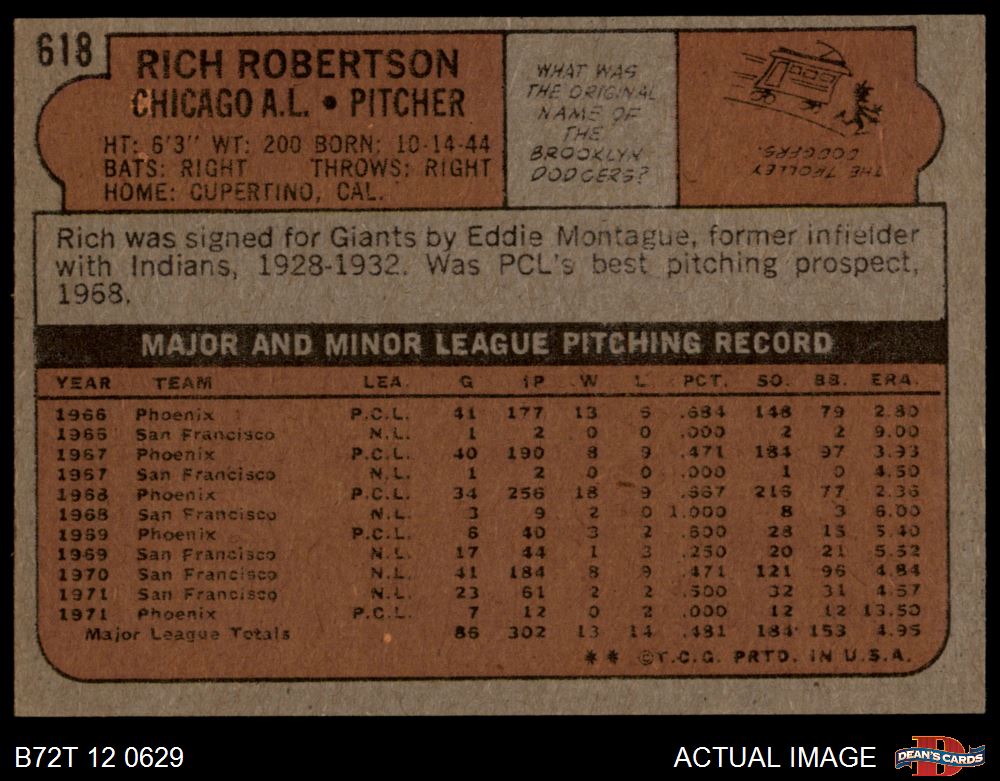 618
RICH ROBERTSON
CHICAGO A.L. • PITCHER
HT: 6'3" WT: 200 BORN: 10-14-44
BATS: RIGHT THROWS: RIGHT
HOME: CUPERTINO, CAL.
WHAT WAS
THE ORIGINAL
NAME OF
THE
BROOKLYN
DODGERS?
THE TROLLEY
DODGERS.
Rich was signed for Giants by Eddie Montague, former infielder
with Indians, 1928-1932. Was PCL's best pitching prospect,
1968.
MAJOR AND MINOR LEAGUE PITCHING RECORD
YEAR TEAM LEA. G IP W L PCT. SO. BB. ERA.
1966 Phoenix P.C.L. 41 177 13 6 .684 148 79 2.80
1966 San Francisco N.L. 1 2 0 0 .000 2 2 9.00
1967 Phoenix P.C.L. 40 190 8 9 .471 184 97 3.93
1967 San Francisco N.L. 1 2 0 0 .000 1 0 4.50
1968 Phoenix P.C.L. 34 256 18 9 .667 216 77 2.36
1968 San Francisco N.L. 3 9 2 0 1.000 8 3 6.00
1969 Phoenix P.C.L. 6 40 3 2 .600 28 15 5.40
1969 San Francisco N.L. 17 44 1 3 .250 20 21 5.52
1970 San Francisco N.L. 41 184 8 9 .471 121 96 4.84
1971 San Francisco N.L. 23 61 2 2 .500 32 31 4.57
1971 Phoenix P.C.L. 7 12 0 2 .000 12 12 13.50
Major League Totals 86 302 13 14 .481 184 153 4.95
* * ©T.C.G. PRTD. IN U.S.A.
B72T 12 0629
ACTUAL IMAGE
D
DEAN'S CARDS